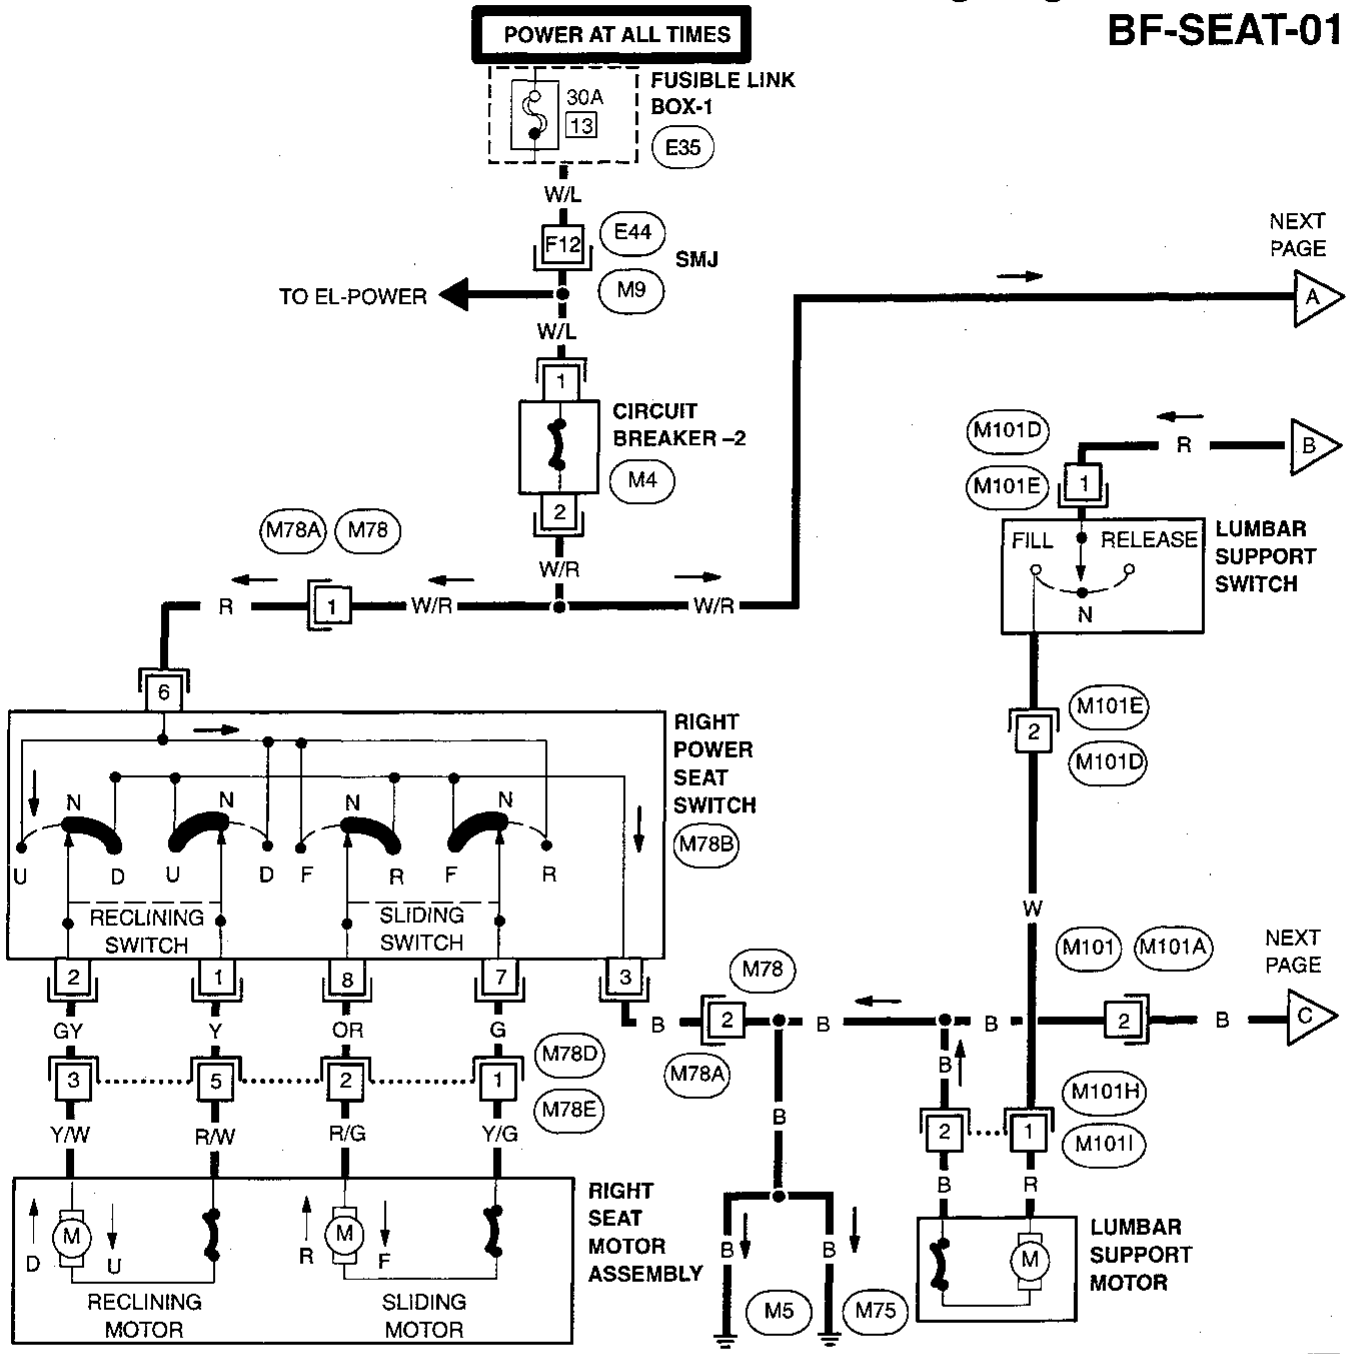 BF-SEAT-01
POWER AT ALL TIMES
FUSIBLE LINK
BOX-1
30A
13
E35
W/L
F12
E44
SMJ
M9
TO EL-POWER
W/L
NEXT
PAGE
A
1
CIRCUIT
BREAKER –2
M4
2
M78A
M78
W/R
R
1
W/R
W/R
M101D
M101E
R
B
1
FILL
RELEASE
N
LUMBAR
SUPPORT
SWITCH
6
RIGHT
POWER
SEAT
SWITCH
M78B
N
N
N
N
U
D
U
D
F
R
F
R
RECLINING
SWITCH
SLIDING
SWITCH
2
M101E
M101D
W
2
1
8
7
3
M78
M101
M101A
NEXT
PAGE
GY
Y
OR
G
B
2
B
B
2
B
C
M78A
3
5
2
1
M78D
M78E
B
B
M101H
M101I
2
1
Y/W
R/W
R/G
Y/G
B
R
D
M
U
R
M
F
RECLINING
MOTOR
SLIDING
MOTOR
RIGHT
SEAT
MOTOR
ASSEMBLY
B
B
M5
M75
M
LUMBAR
SUPPORT
MOTOR